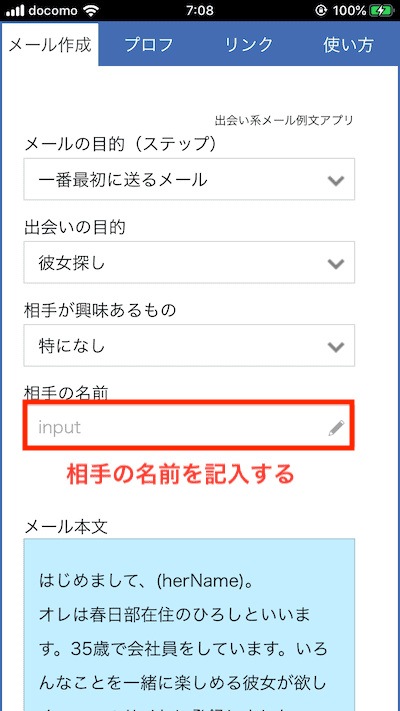 docomo 7:08 100%
メール作成 プロフ リンク 使い方
出会い系メール例文アプリ
メールの目的（ステップ）
一番最初に送るメール
出会いの目的
彼女探し
相手が興味あるもの
特になし
相手の名前
input
相手の名前を記入する
メール本文
はじめまして、(herName)。
オレは春日部在住のひろしといいま
す。35歳で会社員をしています。いろ
んなことを一緒に楽しめる彼女が欲し